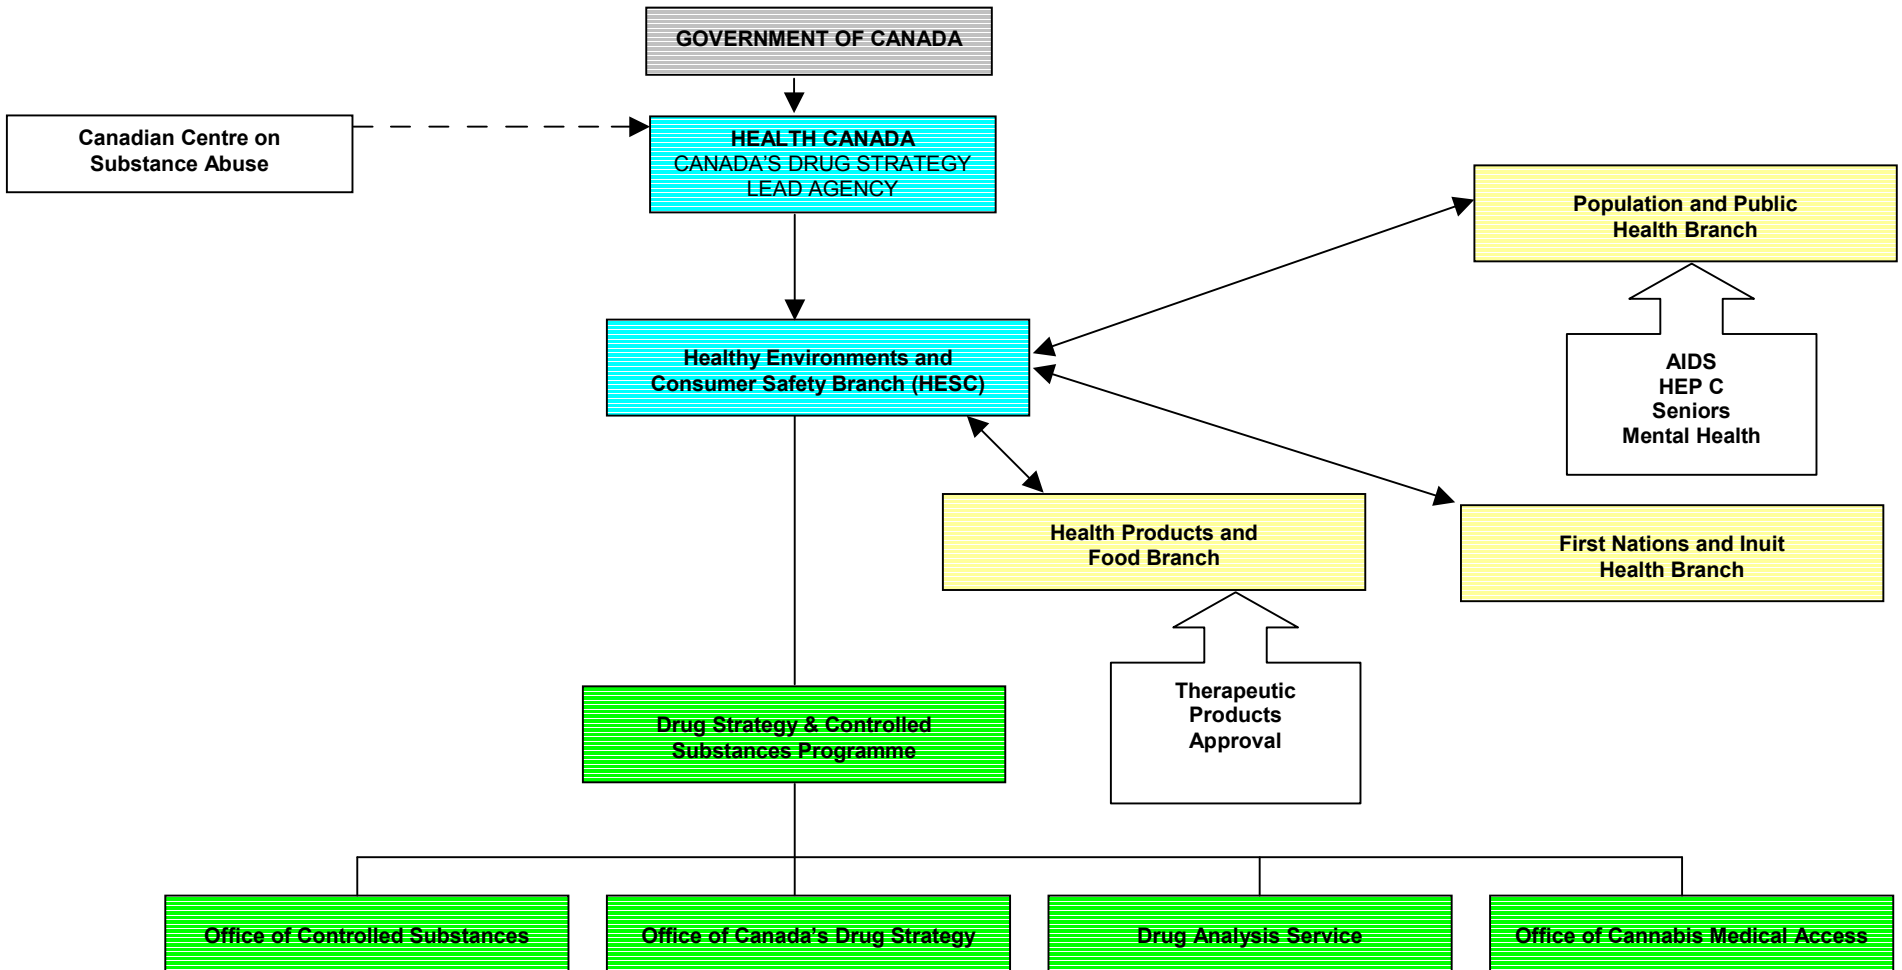 GOVERNMENT OF CANADA
Canadian Centre on
Substance Abuse
HEALTH CANADA
CANADA'S DRUG STRATEGY
LEAD AGENCY
Population and Public
Health Branch
Healthy Environments and
Consumer Safety Branch (HESC)
AIDS
HEP C
Seniors
Mental Health
Health Products and
Food Branch
First Nations and Inuit
Health Branch
Therapeutic
Products
Approval
Drug Strategy & Controlled
Substances Programme
Office of Controlled Substances
Office of Canada's Drug Strategy
Drug Analysis Service
Office of Cannabis Medical Access